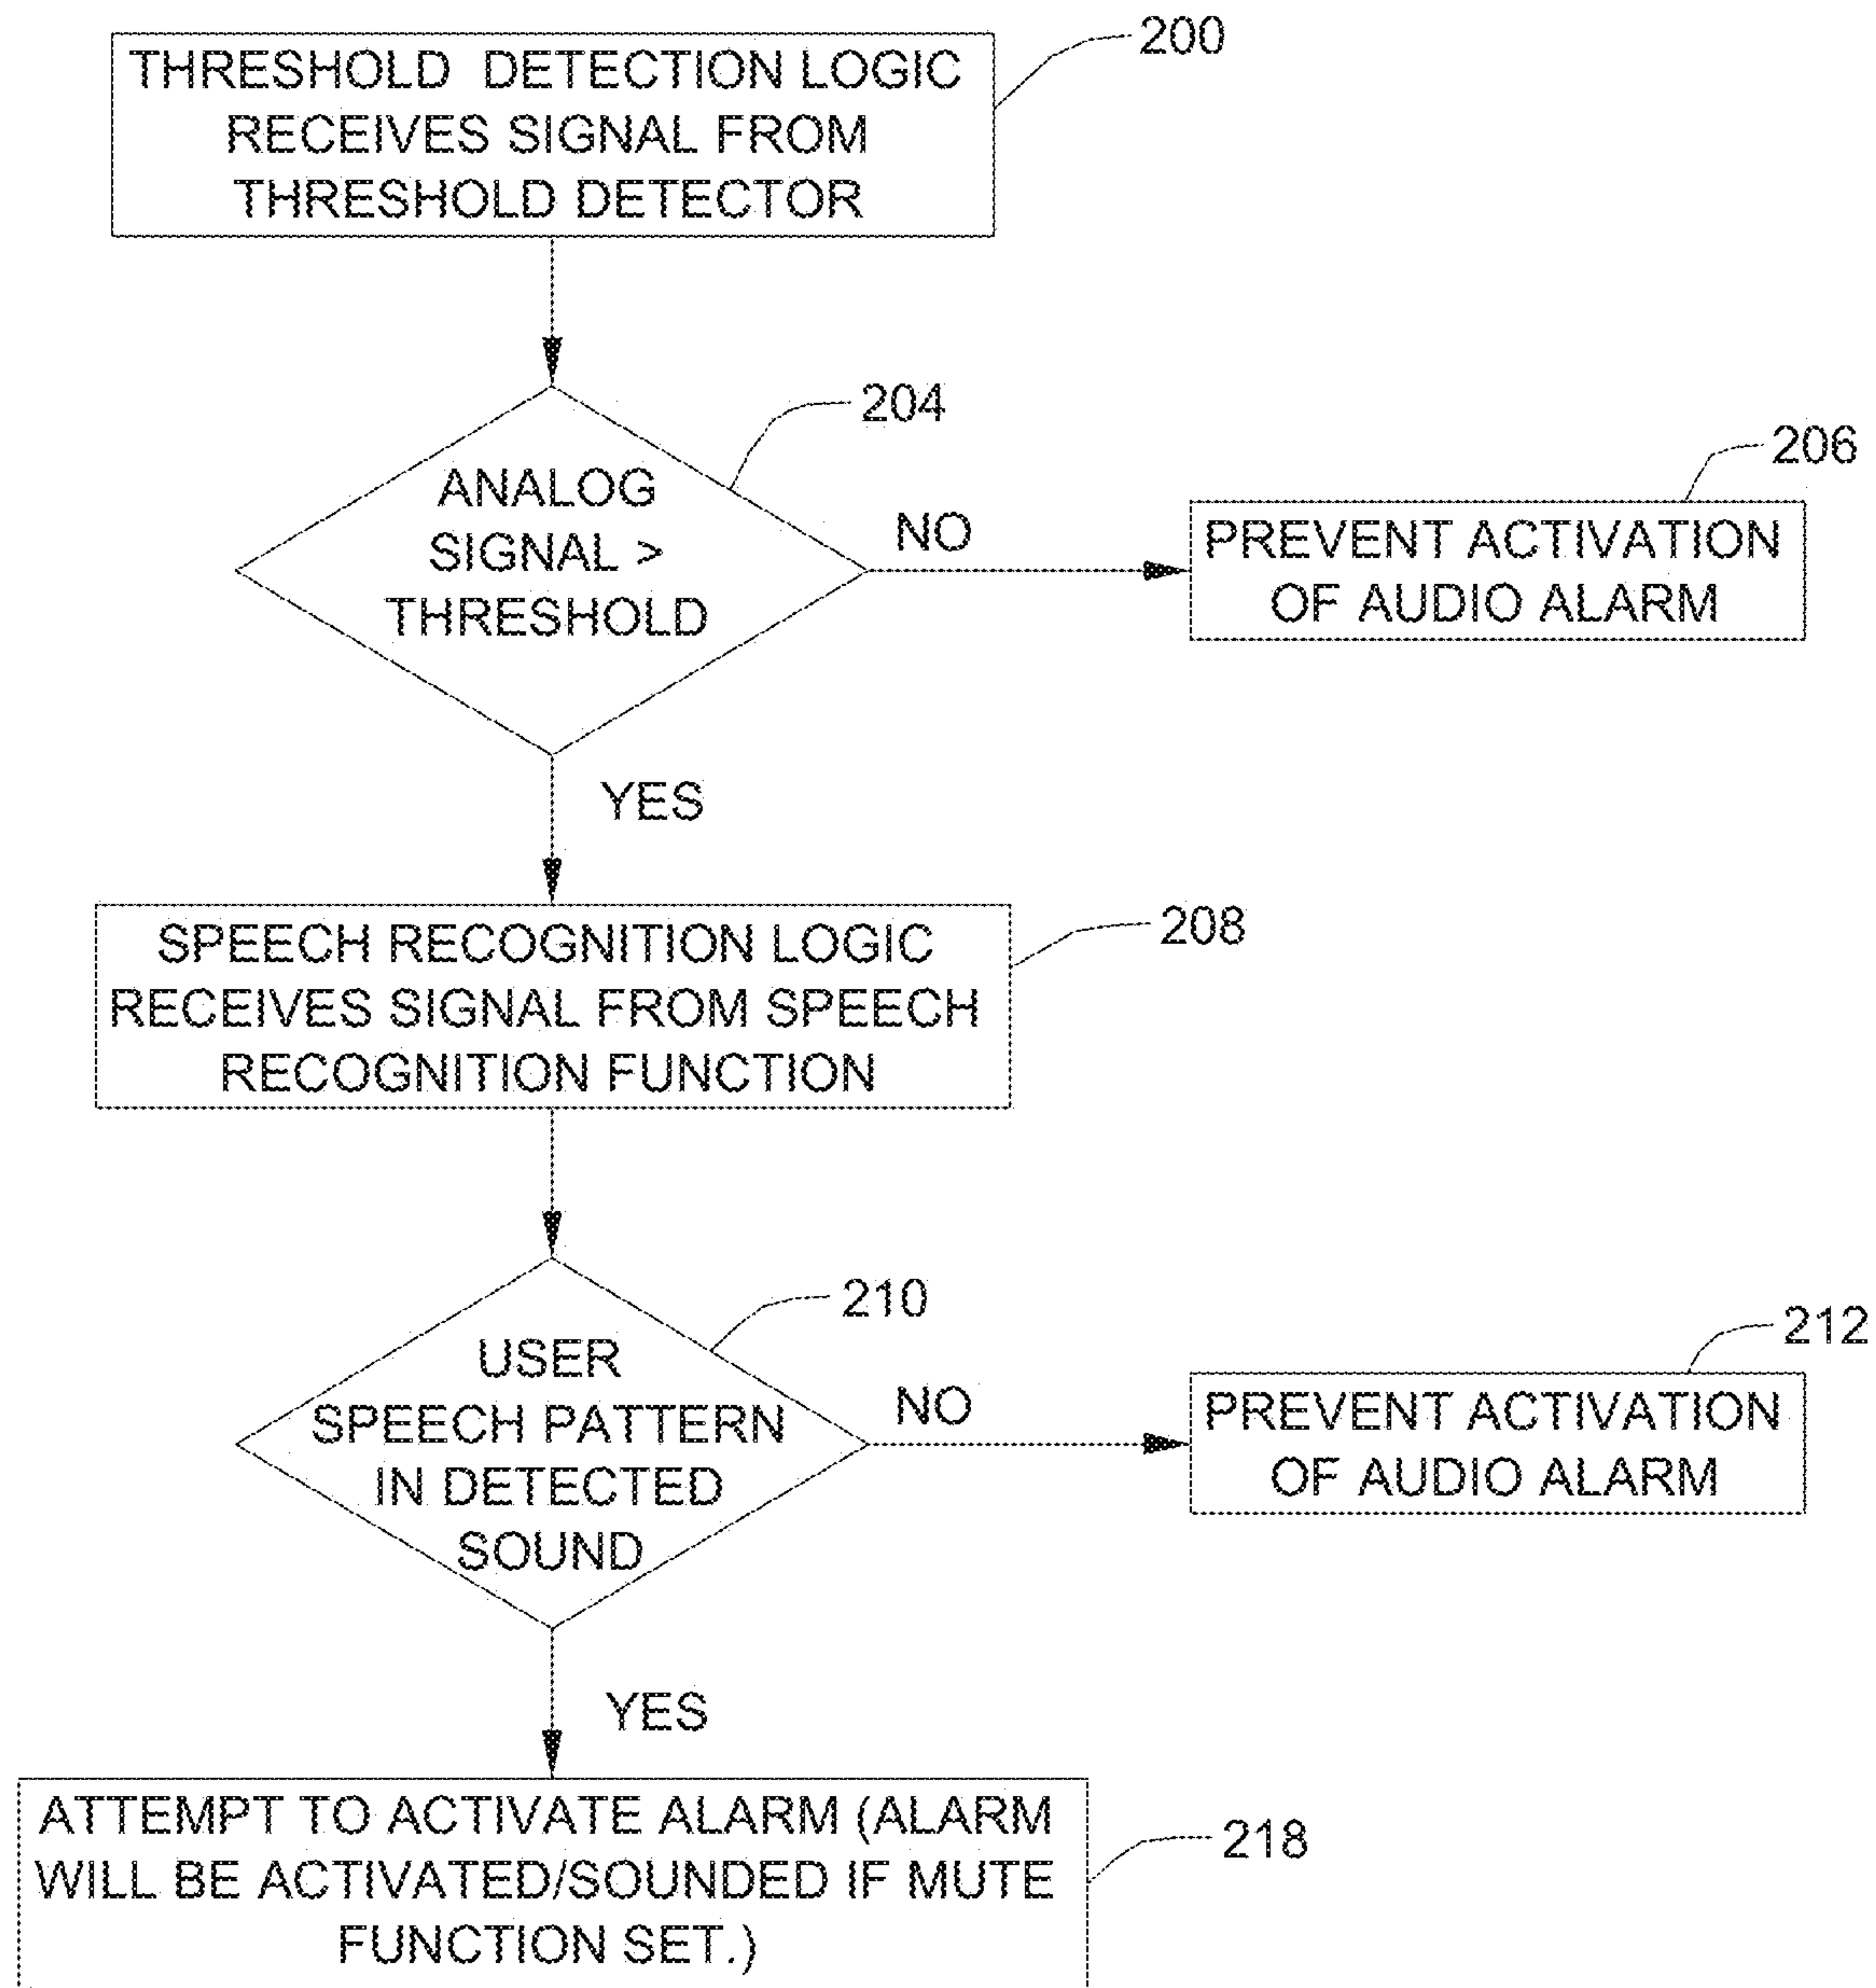 200
THRESHOLD DETECTION LOGIC
RECEIVES SIGNAL FROM
THRESHOLD DETECTOR
204
ANALOG
SIGNAL >
THRESHOLD
NO
206
PREVENT ACTIVATION
OF AUDIO ALARM
YES
208
SPEECH RECOGNITION LOGIC
RECEIVES SIGNAL FROM SPEECH
RECOGNITION FUNCTION
210
USER
SPEECH PATTERN
IN DETECTED
SOUND
NO
212
PREVENT ACTIVATION
OF AUDIO ALARM
YES
ATTEMPT TO ACTIVATE ALARM (ALARM
WILL BE ACTIVATED/SOUNDED IF MUTE
FUNCTION SET.)
218